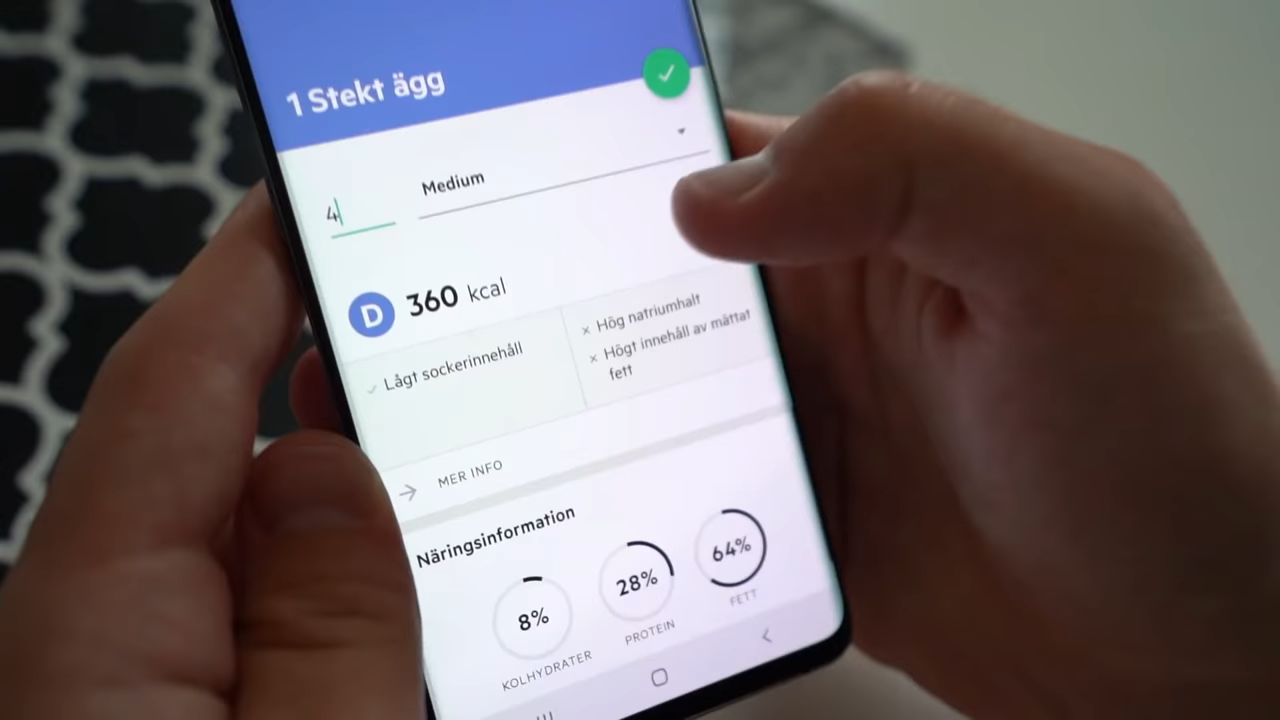 1 Stekt ägg
4
Medium
D
360 kcal
Lågt sockerinnehåll
Hög natriumhalt
Högt innehåll av mättat
fett
MER INFO
Näringsinformation
8%
28%
64%
KOLHYDRATER
PROTEIN
FETT